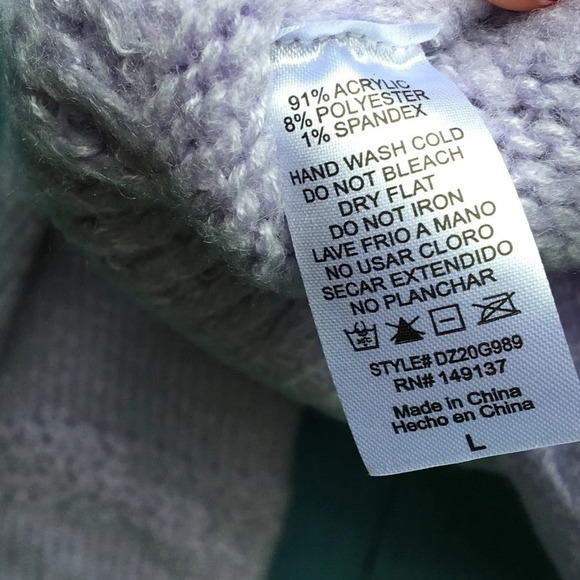 91% ACRYLIC
8% POLYESTER
1% SPANDEX
HAND WASH COLD
DO NOT BLEACH
DRY FLAT
DO NOT IRON
LAVE FRIO A MANO
NO USAR CLORO
SECAR EXTENDIDO
NO PLANCHAR
STYLE# DZ20G989
RN# 149137
Made in China
Hecho en China
L